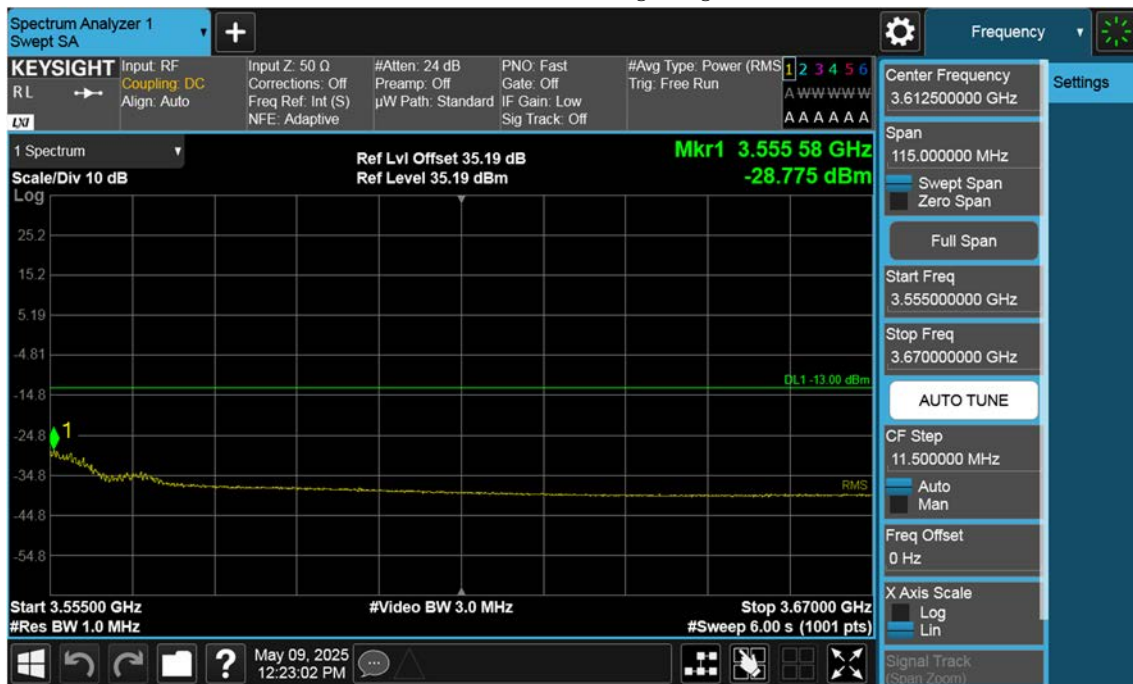 Spectrum Analyzer 1
Swept SA
+
Frequency
KEYSIGHT
RL
LXI
Input: RF
Coupling: DC
Align: Auto
Input Z: 50 Ω
Corrections: Off
Freq Ref: Int (S)
NFE: Adaptive
#Atten: 24 dB
Preamp: Off
µW Path: Standard
PNO: Fast
Gate: Off
IF Gain: Low
Sig Track: Off
#Avg Type: Power (RMS
Trig: Free Run
1 2 3 4 5 6
A W W W W W
A A A A A A
1 Spectrum
Scale/Div 10 dB
Log
Ref Lvl Offset 35.19 dB
Ref Level 35.19 dBm
Mkr1 3.555 58 GHz
-28.775 dBm
25.2
15.2
5.19
-4.81
DL1 -13.00 dBm
-14.8
-24.8
1
-34.8
RMS
-44.8
-54.8
Start 3.55500 GHz
#Res BW 1.0 MHz
#Video BW 3.0 MHz
Stop 3.67000 GHz
#Sweep 6.00 s (1001 pts)
?
May 09, 2025
12:23:02 PM
Center Frequency
3.612500000 GHz
Span
115.000000 MHz
Swept Span
Zero Span
Full Span
Start Freq
3.555000000 GHz
Stop Freq
3.670000000 GHz
AUTO TUNE
CF Step
11.500000 MHz
Auto
Man
Freq Offset
0 Hz
X Axis Scale
Log
Lin
Signal Track
(Span Zoom)
Settings